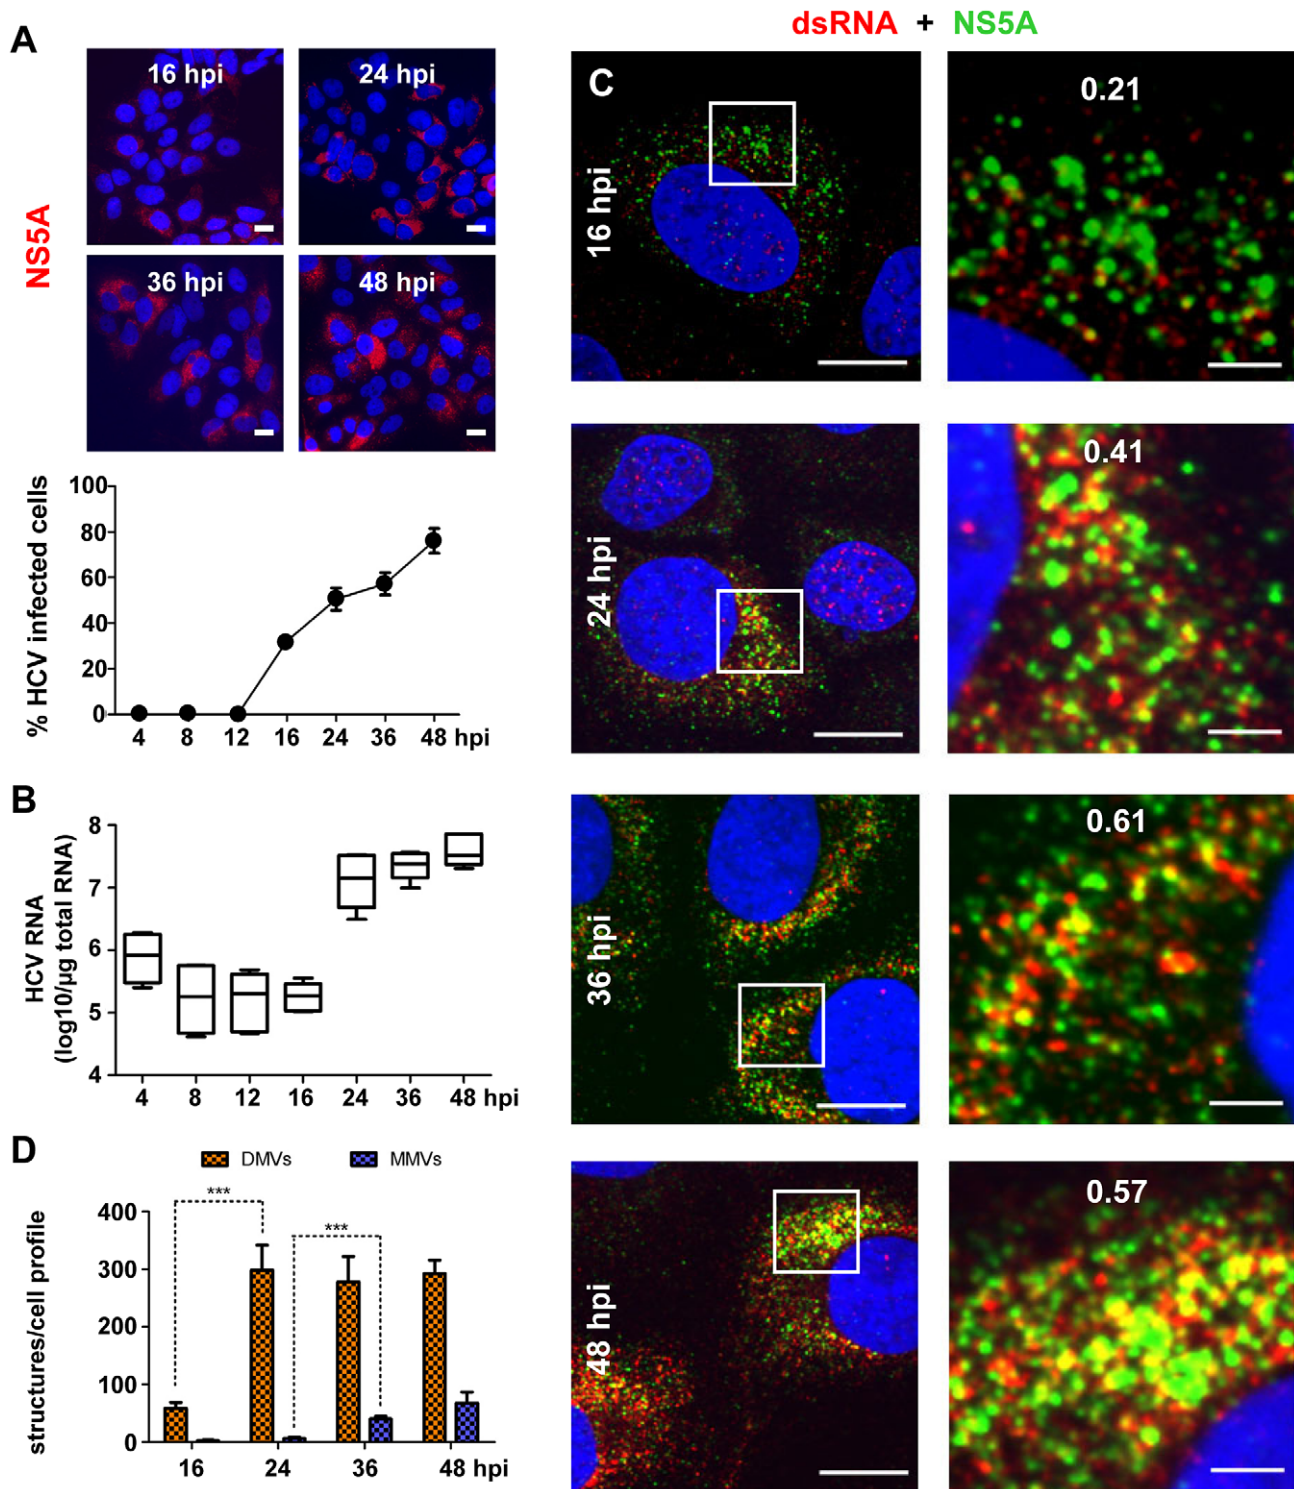 dsRNA + NS5A
A
16 hpi
24 hpi
NS5A
36 hpi
48 hpi
% HCV infected cells
100
80
60
40
20
0
4 8 12 16 24 36 48 hpi
B
HCV RNA
(log10/µg total RNA)
8
7
6
5
4
4 8 12 16 24 36 48 hpi
D
DMVs MMVs
structures/cell profile
400
300
200
100
0
***
***
16 24 36 48 hpi
C
16 hpi
0.21
24 hpi
0.41
36 hpi
0.61
48 hpi
0.57